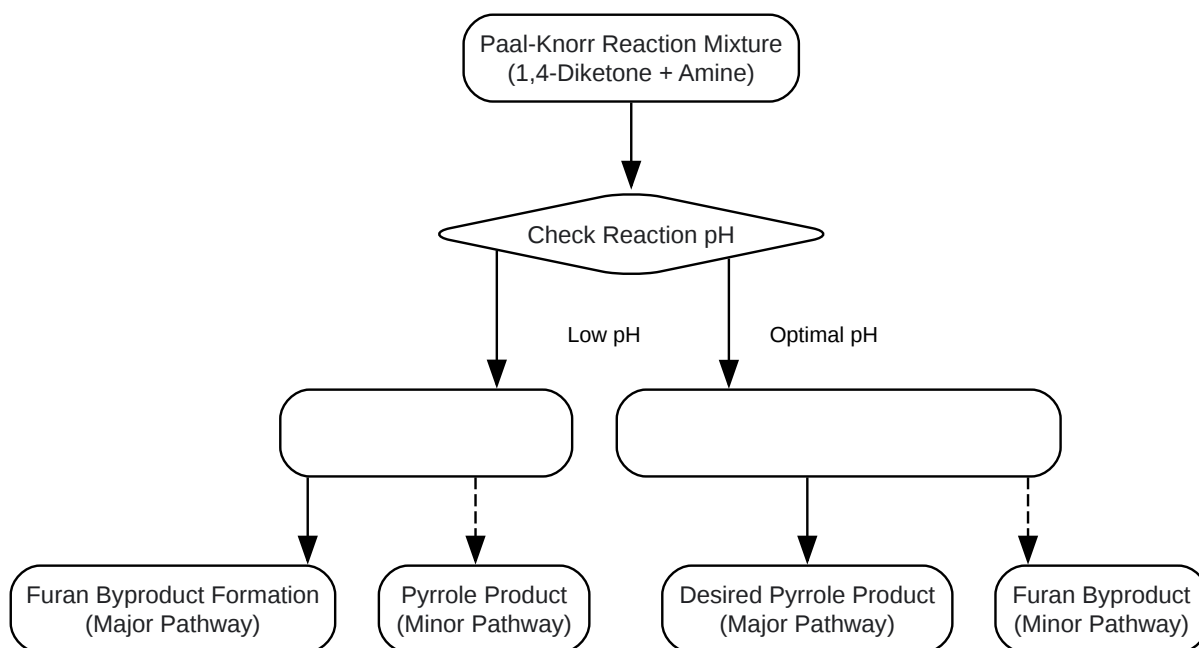 Paal-Knorr Reaction Mixture
(1,4-Diketone + Amine)
Check Reaction pH
Low pH
Optimal pH
Furan Byproduct Formation
(Major Pathway)
Pyrrole Product
(Minor Pathway)
Desired Pyrrole Product
(Major Pathway)
Furan Byproduct
(Minor Pathway)